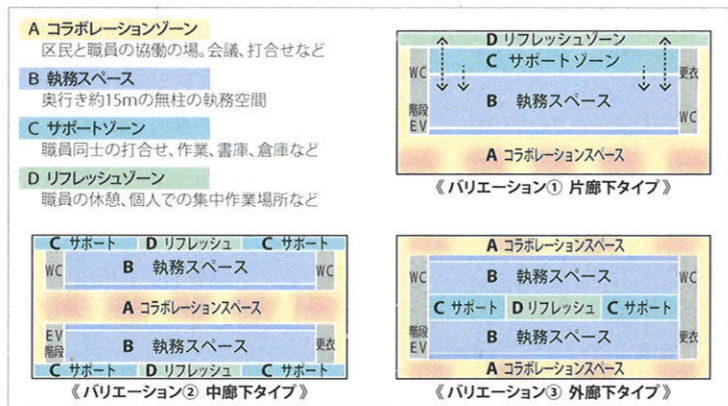 A コラボレーションゾーン
区民と職員の協働の場。会議、打合せなど
B 執務スペース
奥行き約15mの無柱の執務空間
C サポートゾーン
職員同士の打合せ、作業、書庫、倉庫など
D リフレッシュゾーン
職員の休憩、個人での集中作業場所など
D リフレッシュゾーン
C サポートゾーン
WC
更衣
B 執務スペース
階段
EV
WC
A コラボレーションスペース
《 バリエーション① 片廊下タイプ 》
C サポート D リフレッシュ C サポート
WC B 執務スペース WC
A コラボレーションスペース
EV
階段
B 執務スペース 更衣
C サポート D リフレッシュ C サポート
《 バリエーション② 中廊下タイプ 》
A コラボレーションスペース
WC B 執務スペース WC
C サポート D リフレッシュ C サポート
階段
EV
B 執務スペース 更衣
A コラボレーションスペース
《 バリエーション③ 外廊下タイプ 》